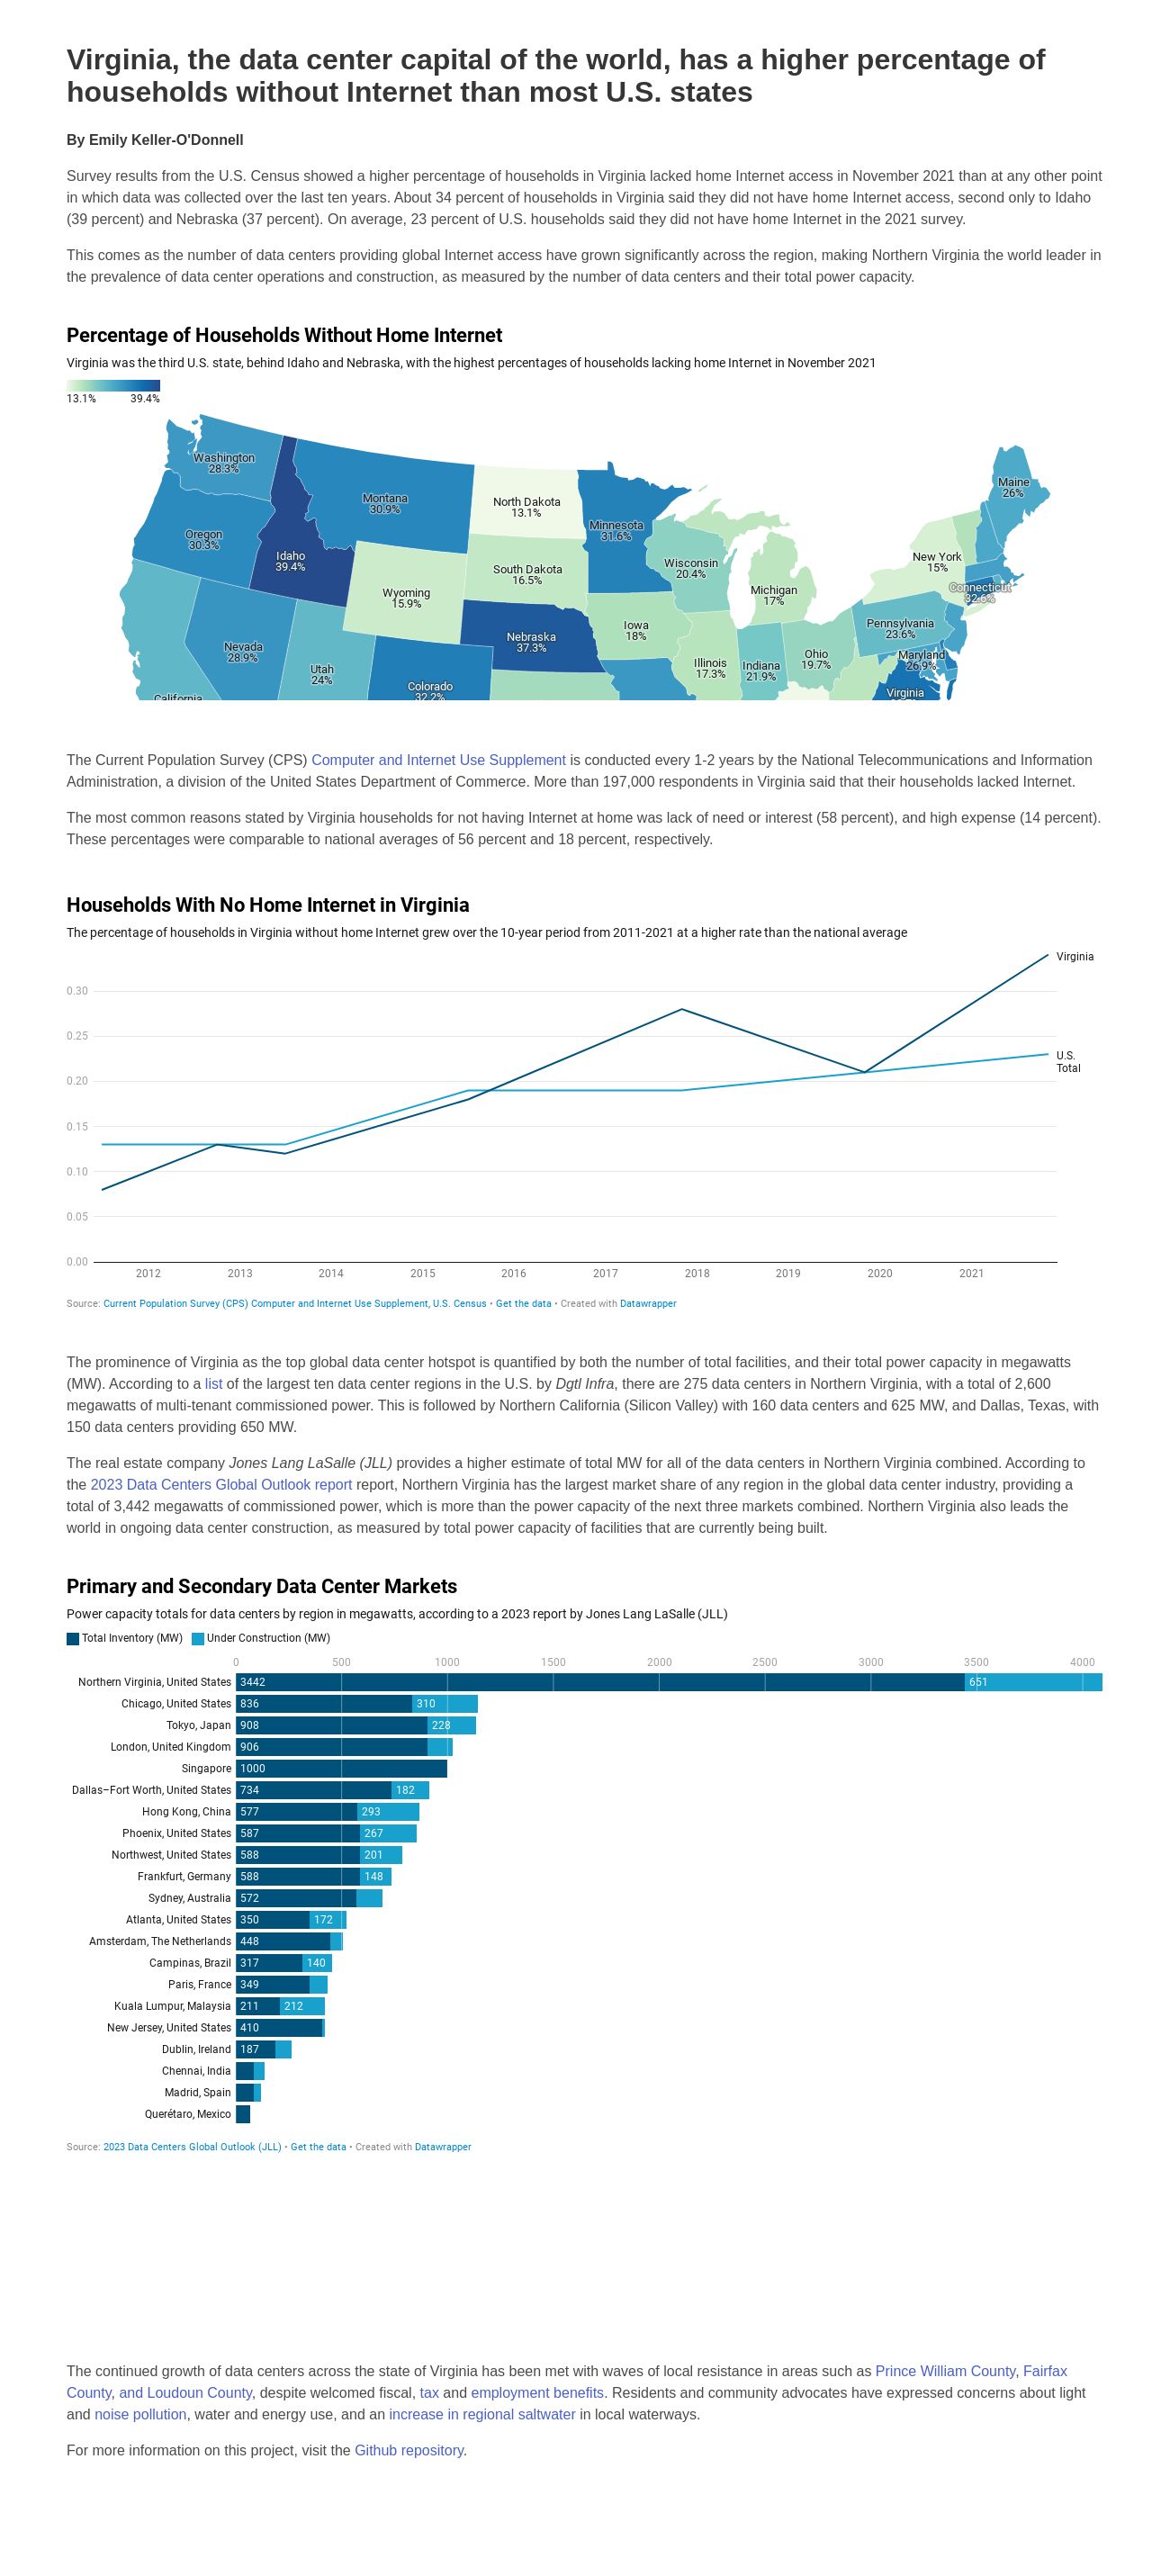 Virginia, the data center capital of the world, has a higher percentage of
households without Internet than most U.S. states
By Emily Keller-O'Donnell
Survey results from the U.S. Census showed a higher percentage of households in Virginia lacked home Internet access in November 2021 than at any other point
in which data was collected over the last ten years. About 34 percent of households in Virginia said they did not have home Internet access, second only to Idaho
(39 percent) and Nebraska (37 percent). On average, 23 percent of U.S. households said they did not have home Internet in the 2021 survey.
This comes as the number of data centers providing global Internet access have grown significantly across the region, making Northern Virginia the world leader in
the prevalence of data center operations and construction, as measured by the number of data centers and their total power capacity.
Percentage of Households Without Home Internet
Virginia was the third U.S. state, behind Idaho and Nebraska, with the highest percentages of households lacking home Internet in November 2021
13.1% 39.4%
Washington
28.3%
Montana
30.9%
North Dakota
13.1%
Minnesota
31.6%
Maine
26%
Oregon
30.3%
Idaho
39.4%
South Dakota
16.5%
Wisconsin
20.4%
New York
15%
Wyoming
15.9%
Michigan
17%
Connecticut
32.6%
Nevada
28.9%
Nebraska
37.3%
Iowa
18%
Pennsylvania
23.6%
Utah
24%
Colorado
32.2%
Illinois
17.3%
Indiana
21.9%
Ohio
19.7%
Maryland
26.9%
California
Virginia
The Current Population Survey (CPS) Computer and Internet Use Supplement is conducted every 1-2 years by the National Telecommunications and Information
Administration, a division of the United States Department of Commerce. More than 197,000 respondents in Virginia said that their households lacked Internet.
The most common reasons stated by Virginia households for not having Internet at home was lack of need or interest (58 percent), and high expense (14 percent).
These percentages were comparable to national averages of 56 percent and 18 percent, respectively.
Households With No Home Internet in Virginia
The percentage of households in Virginia without home Internet grew over the 10-year period from 2011-2021 at a higher rate than the national average
Virginia
0.30
0.25
U.S.
Total
0.20
0.15
0.10
0.05
0.00
2012 2013 2014 2015 2016 2017 2018 2019 2020 2021
Source: Current Population Survey (CPS) Computer and Internet Use Supplement, U.S. Census • Get the data • Created with Datawrapper
The prominence of Virginia as the top global data center hotspot is quantified by both the number of total facilities, and their total power capacity in megawatts
(MW). According to a list of the largest ten data center regions in the U.S. by Dgtl Infra, there are 275 data centers in Northern Virginia, with a total of 2,600
megawatts of multi-tenant commissioned power. This is followed by Northern California (Silicon Valley) with 160 data centers and 625 MW, and Dallas, Texas, with
150 data centers providing 650 MW.
The real estate company Jones Lang LaSalle (JLL) provides a higher estimate of total MW for all of the data centers in Northern Virginia combined. According to
the 2023 Data Centers Global Outlook report report, Northern Virginia has the largest market share of any region in the global data center industry, providing a
total of 3,442 megawatts of commissioned power, which is more than the power capacity of the next three markets combined. Northern Virginia also leads the
world in ongoing data center construction, as measured by total power capacity of facilities that are currently being built.
Primary and Secondary Data Center Markets
Power capacity totals for data centers by region in megawatts, according to a 2023 report by Jones Lang LaSalle (JLL)
Total Inventory (MW) Under Construction (MW)
0 500 1000 1500 2000 2500 3000 3500 4000
Northern Virginia, United States 3442 651
Chicago, United States 836 310
Tokyo, Japan 908 228
London, United Kingdom 906
Singapore 1000
Dallas–Fort Worth, United States 734 182
Hong Kong, China 577 293
Phoenix, United States 587 267
Northwest, United States 588 201
Frankfurt, Germany 588 148
Sydney, Australia 572
Atlanta, United States 350 172
Amsterdam, The Netherlands 448
Campinas, Brazil 317 140
Paris, France 349
Kuala Lumpur, Malaysia 211 212
New Jersey, United States 410
Dublin, Ireland 187
Chennai, India
Madrid, Spain
Querétaro, Mexico
Source: 2023 Data Centers Global Outlook (JLL) • Get the data • Created with Datawrapper
The continued growth of data centers across the state of Virginia has been met with waves of local resistance in areas such as Prince William County, Fairfax
County, and Loudoun County, despite welcomed fiscal, tax and employment benefits. Residents and community advocates have expressed concerns about light
and noise pollution, water and energy use, and an increase in regional saltwater in local waterways.
For more information on this project, visit the Github repository.